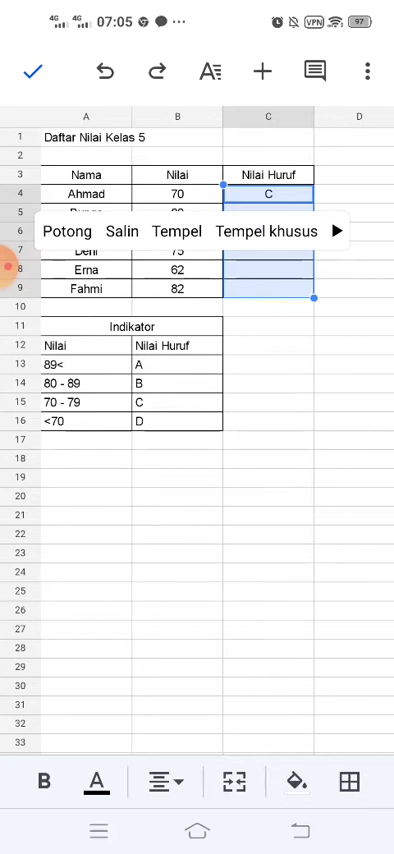 4G 4G 07:05 VPN 97
A B C D
1 Daftar Nilai Kelas 5
2
3 Nama Nilai Nilai Huruf
4 Ahmad 70 C
5
6 Potong Salin Tempel Tempel khusus
7 Deni 75
8 Erna 62
9 Fahmi 82
10
11 Indikator
12 Nilai Nilai Huruf
13 89< A
14 80 - 89 B
15 70 - 79 C
16 <70 D
17
18
19
20
21
22
23
24
25
26
27
28
29
30
31
32
33
B A